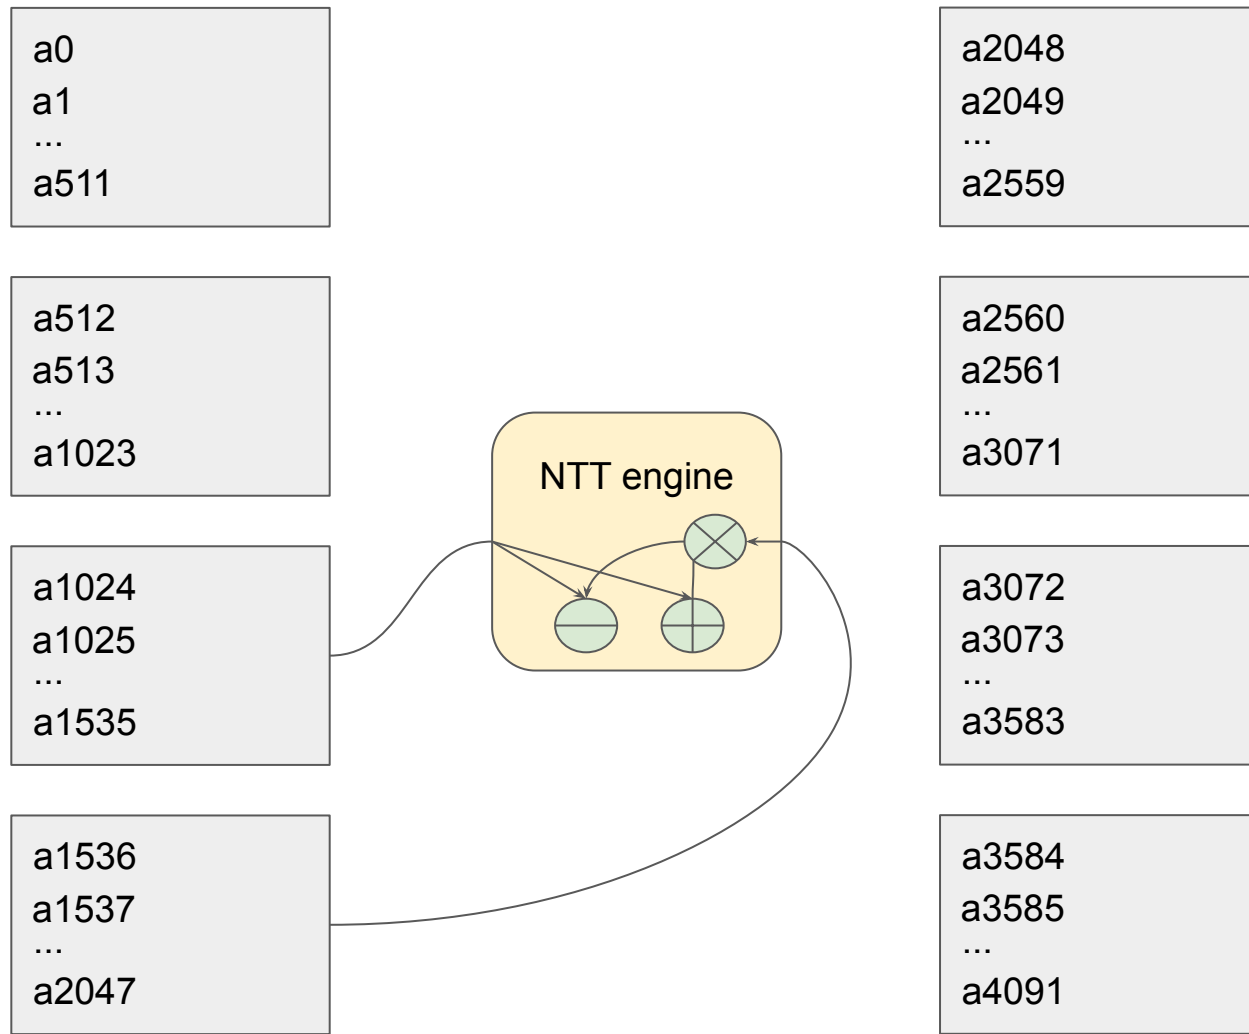 a0
a1
...
a511
a512
a513
...
a1023
a1024
a1025
...
a1535
a1536
a1537
...
a2047
NTT engine
a2048
a2049
...
a2559
a2560
a2561
...
a3071
a3072
a3073
...
a3583
a3584
a3585
...
a4091